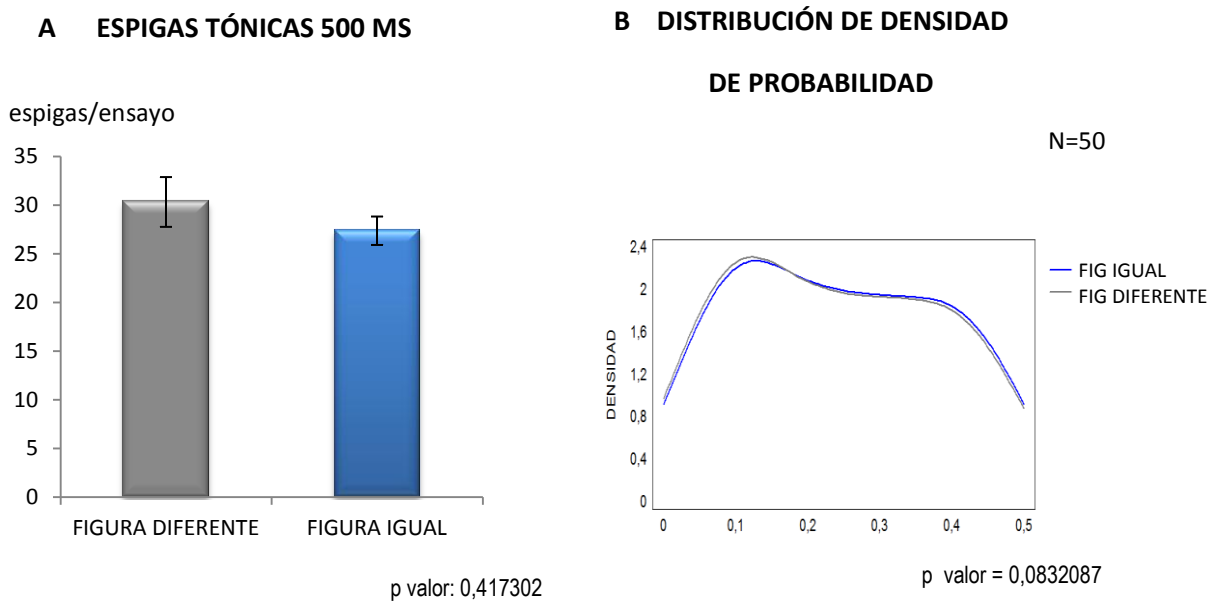 A ESPIGAS TÓNICAS 500 MS
espigas/ensayo
35
30
25
20
15
10
5
0
FIGURA DIFERENTE FIGURA IGUAL
p valor: 0,417302
B DISTRIBUCIÓN DE DENSIDAD
DE PROBABILIDAD
N=50
2,4
2
1,6
1,2
0,8
0,4
0
DENSIDAD
0 0,1 0,2 0,3 0,4 0,5
FIG IGUAL
FIG DIFERENTE
p valor = 0,0832087